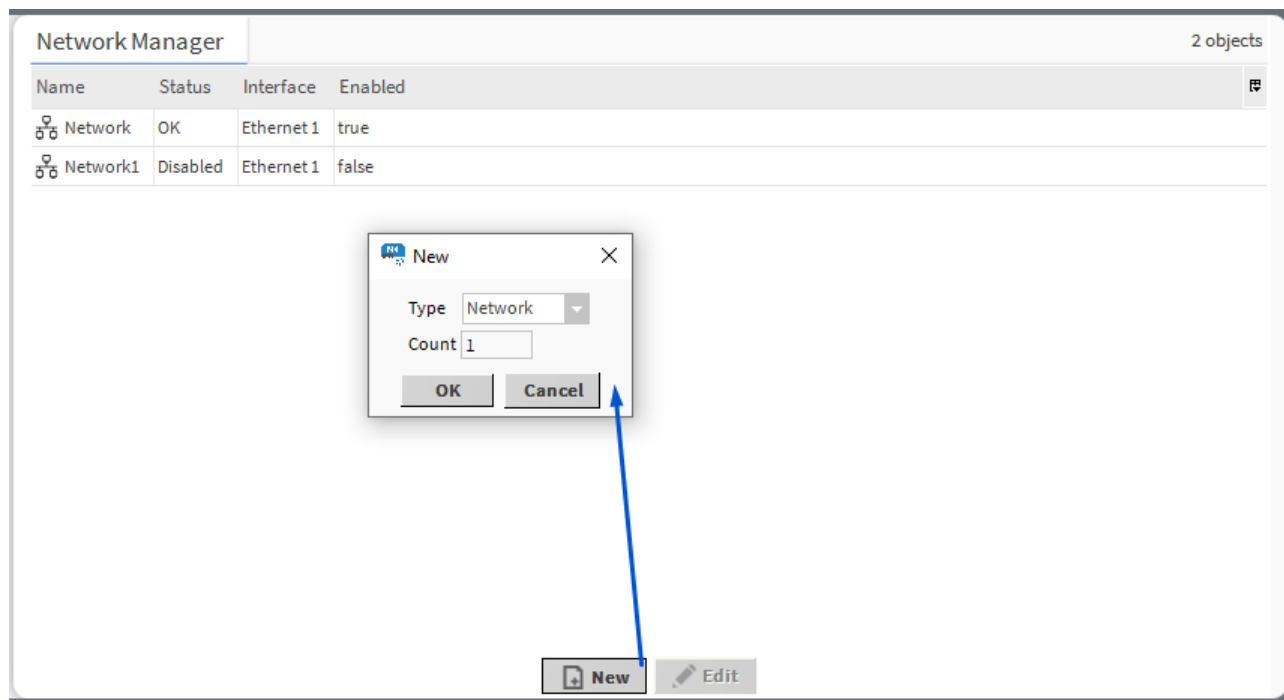 Network Manager 2 objects
Name Status Interface Enabled
Network OK Ethernet 1 true
Network1 Disabled Ethernet 1 false
N4 New
Type Network
Count 1
OK Cancel
New Edit